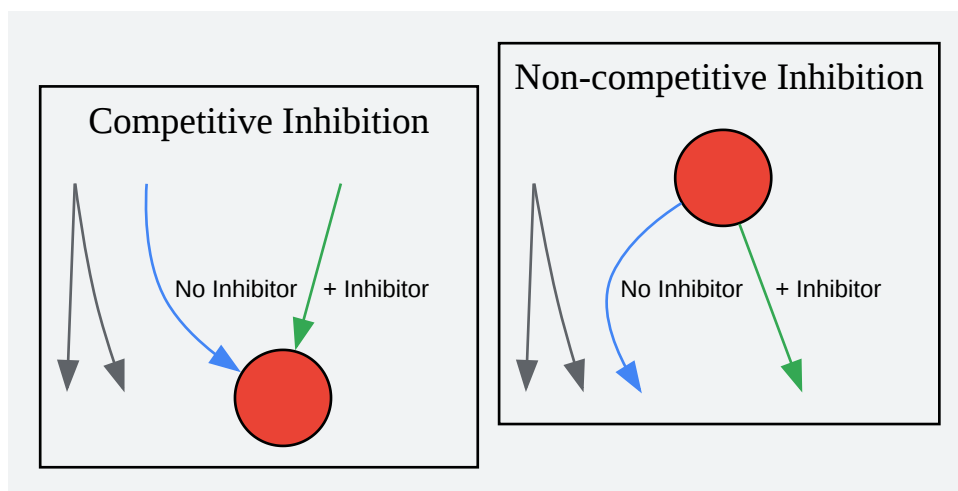 Competitive Inhibition
No Inhibitor
+ Inhibitor
Non-competitive Inhibition
No Inhibitor
+ Inhibitor